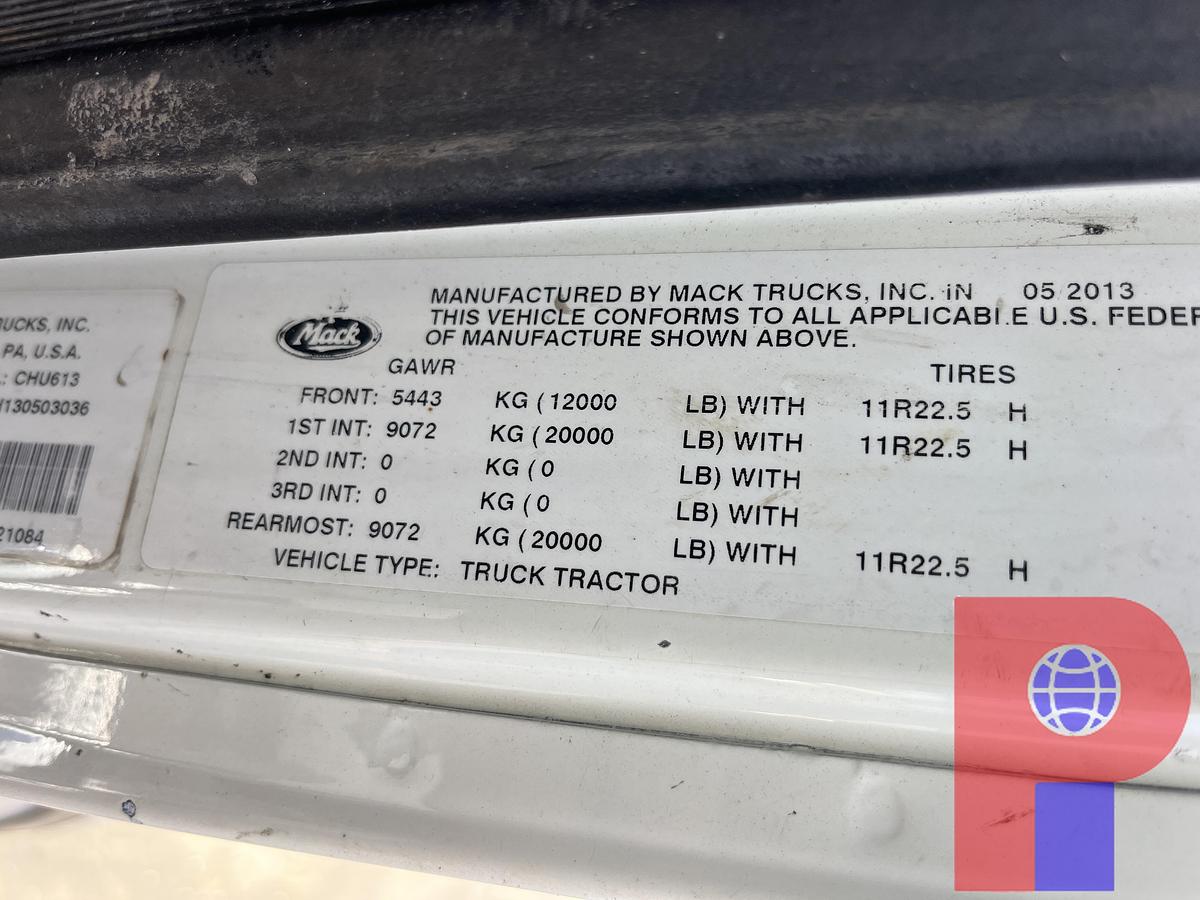 RUCKS, INC.
PA, U.S.A.
.: CHU613
130503036
21084
Mack
MANUFACTURED BY MACK TRUCKS, INC. IN 05 2013
THIS VEHICLE CONFORMS TO ALL APPLICABLE U.S. FEDER
OF MANUFACTURE SHOWN ABOVE.
GAWR TIRES
FRONT: 5443 KG (12000 LB) WITH 11R22.5 H
1ST INT: 9072 KG (20000 LB) WITH 11R22.5 H
2ND INT: 0 KG (0 LB) WITH
3RD INT: 0 KG (0 LB) WITH
REARMOST: 9072 KG (20000 LB) WITH 11R22.5 H
VEHICLE TYPE: TRUCK TRACTOR